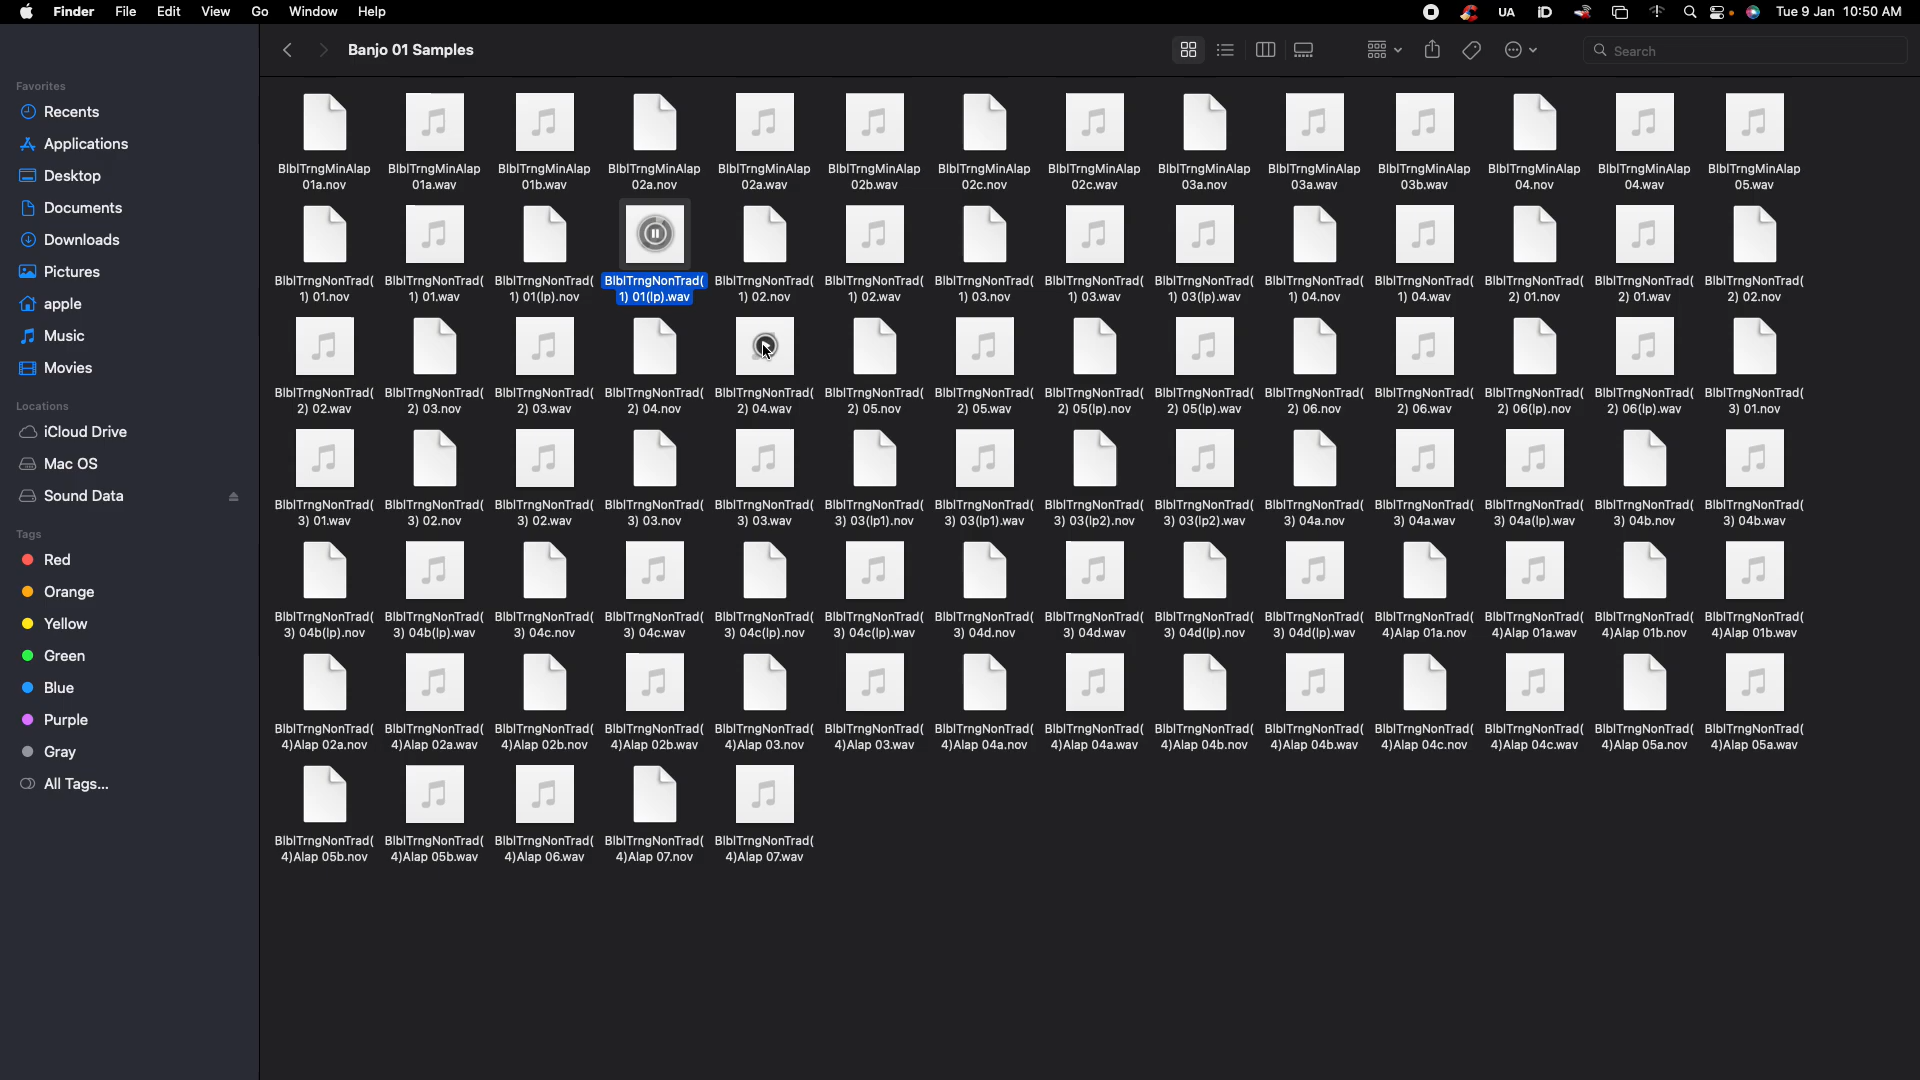 Finder File Edit View Go Window Help UA iD Tue 9 Jan 10:50 AM
Banjo 01 Samples
Search
Favorites
Recents
Applications
Desktop
Documents
Downloads
Pictures
apple
Music
Movies
Locations
iCloud Drive
Mac OS
Sound Data
Tags
Red
Orange
Yellow
Green
Blue
Purple
Gray
All Tags...
BlblTrngMinAlap BlblTrngMinAlap BlblTrngMinAlap BlblTrngMinAlap BlblTrngMinAlap BlblTrngMinAlap BlblTrngMinAlap BlblTrngMinAlap BlblTrngMinAlap BlblTrngMinAlap BlblTrngMinAlap BlblTrngMinAlap BlblTrngMinAlap BlblTrngMinAlap
01a.nov 01a.wav 01b.wav 02a.nov 02a.wav 02b.wav 02c.nov 02c.wav 03a.nov 03a.wav 03b.wav 04.nov 04.wav 05.wav
BlblTrngNonTrad( BlblTrngNonTrad( BlblTrngNonTrad( BlblTrngNonTrad( BlblTrngNonTrad( BlblTrngNonTrad( BlblTrngNonTrad( BlblTrngNonTrad( BlblTrngNonTrad( BlblTrngNonTrad( BlblTrngNonTrad( BlblTrngNonTrad( BlblTrngNonTrad( BlblTrngNonTrad(
1) 01.nov 1) 01.wav 1) 01(lp).nov 1) 01(lp).wav 1) 02.nov 1) 02.wav 1) 03.nov 1) 03.wav 1) 03(lp).wav 1) 04.nov 1) 04.wav 2) 01.nov 2) 01.wav 2) 02.nov
BlblTrngNonTrad( BlblTrngNonTrad( BlblTrngNonTrad( BlblTrngNonTrad( BlblTrngNonTrad( BlblTrngNonTrad( BlblTrngNonTrad( BlblTrngNonTrad( BlblTrngNonTrad( BlblTrngNonTrad( BlblTrngNonTrad( BlblTrngNonTrad( BlblTrngNonTrad( BlblTrngNonTrad(
2) 02.wav 2) 03.nov 2) 03.wav 2) 04.nov 2) 04.wav 2) 05.nov 2) 05.wav 2) 05(lp).nov 2) 05(lp).wav 2) 06.nov 2) 06.wav 2) 06(lp).nov 2) 06(lp).wav 3) 01.nov
BlblTrngNonTrad( BlblTrngNonTrad( BlblTrngNonTrad( BlblTrngNonTrad( BlblTrngNonTrad( BlblTrngNonTrad( BlblTrngNonTrad( BlblTrngNonTrad( BlblTrngNonTrad( BlblTrngNonTrad( BlblTrngNonTrad( BlblTrngNonTrad( BlblTrngNonTrad( BlblTrngNonTrad(
3) 01.wav 3) 02.nov 3) 02.wav 3) 03.nov 3) 03.wav 3) 03(lp1).nov 3) 03(lp1).wav 3) 03(lp2).nov 3) 03(lp2).wav 3) 04a.nov 3) 04a.wav 3) 04a(lp).wav 3) 04b.nov 3) 04b.wav
BlblTrngNonTrad( BlblTrngNonTrad( BlblTrngNonTrad( BlblTrngNonTrad( BlblTrngNonTrad( BlblTrngNonTrad( BlblTrngNonTrad( BlblTrngNonTrad( BlblTrngNonTrad( BlblTrngNonTrad( BlblTrngNonTrad( BlblTrngNonTrad( BlblTrngNonTrad( BlblTrngNonTrad(
3) 04b(lp).nov 3) 04b(lp).wav 3) 04c.nov 3) 04c.wav 3) 04c(lp).nov 3) 04c(lp).wav 3) 04d.nov 3) 04d.wav 3) 04d(lp).nov 3) 04d(lp).wav 4)Alap 01a.nov 4)Alap 01a.wav 4)Alap 01b.nov 4)Alap 01b.wav
BlblTrngNonTrad( BlblTrngNonTrad( BlblTrngNonTrad( BlblTrngNonTrad( BlblTrngNonTrad( BlblTrngNonTrad( BlblTrngNonTrad( BlblTrngNonTrad( BlblTrngNonTrad( BlblTrngNonTrad( BlblTrngNonTrad( BlblTrngNonTrad( BlblTrngNonTrad( BlblTrngNonTrad(
4)Alap 02a.nov 4)Alap 02a.wav 4)Alap 02b.nov 4)Alap 02b.wav 4)Alap 03.nov 4)Alap 03.wav 4)Alap 04a.nov 4)Alap 04a.wav 4)Alap 04b.nov 4)Alap 04b.wav 4)Alap 04c.nov 4)Alap 04c.wav 4)Alap 05a.nov 4)Alap 05a.wav
BlblTrngNonTrad( BlblTrngNonTrad( BlblTrngNonTrad( BlblTrngNonTrad( BlblTrngNonTrad(
4)Alap 05b.nov 4)Alap 05b.wav 4)Alap 06.wav 4)Alap 07.nov 4)Alap 07.wav